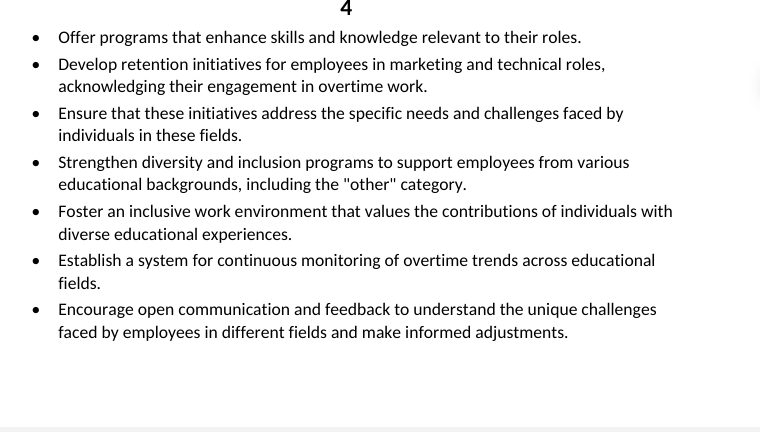 4
• Offer programs that enhance skills and knowledge relevant to their roles.
• Develop retention initiatives for employees in marketing and technical roles,
acknowledging their engagement in overtime work.
• Ensure that these initiatives address the specific needs and challenges faced by
individuals in these fields.
• Strengthen diversity and inclusion programs to support employees from various
educational backgrounds, including the "other" category.
• Foster an inclusive work environment that values the contributions of individuals with
diverse educational experiences.
• Establish a system for continuous monitoring of overtime trends across educational
fields.
• Encourage open communication and feedback to understand the unique challenges
faced by employees in different fields and make informed adjustments.